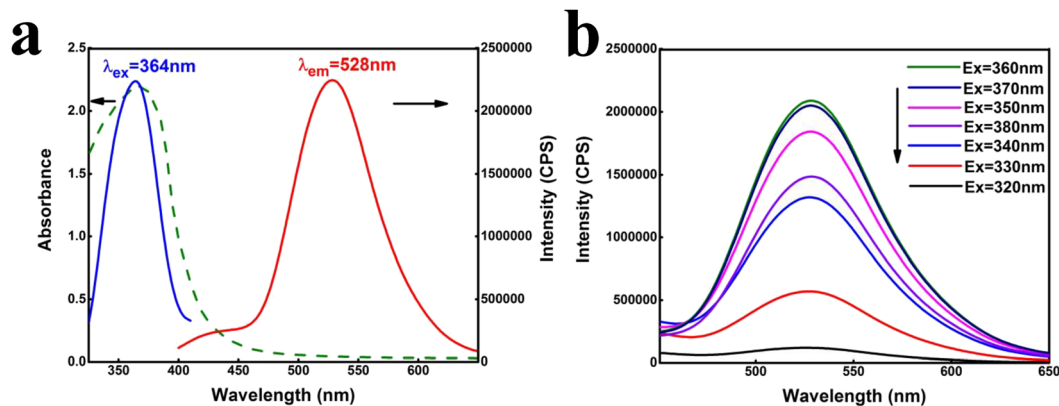 a
λex=364nm
λem=528nm
Absorbance
2.5
2.0
1.5
1.0
0.5
0.0
2500000
2000000
1500000
1000000
500000
0
Intensity (CPS)
350 400 450 500 550 600
Wavelength (nm)
b
Intensity (CPS)
2500000
2000000
1500000
1000000
500000
0
Ex=360nm
Ex=370nm
Ex=350nm
Ex=380nm
Ex=340nm
Ex=330nm
Ex=320nm
500 550 600 650
Wavelength (nm)